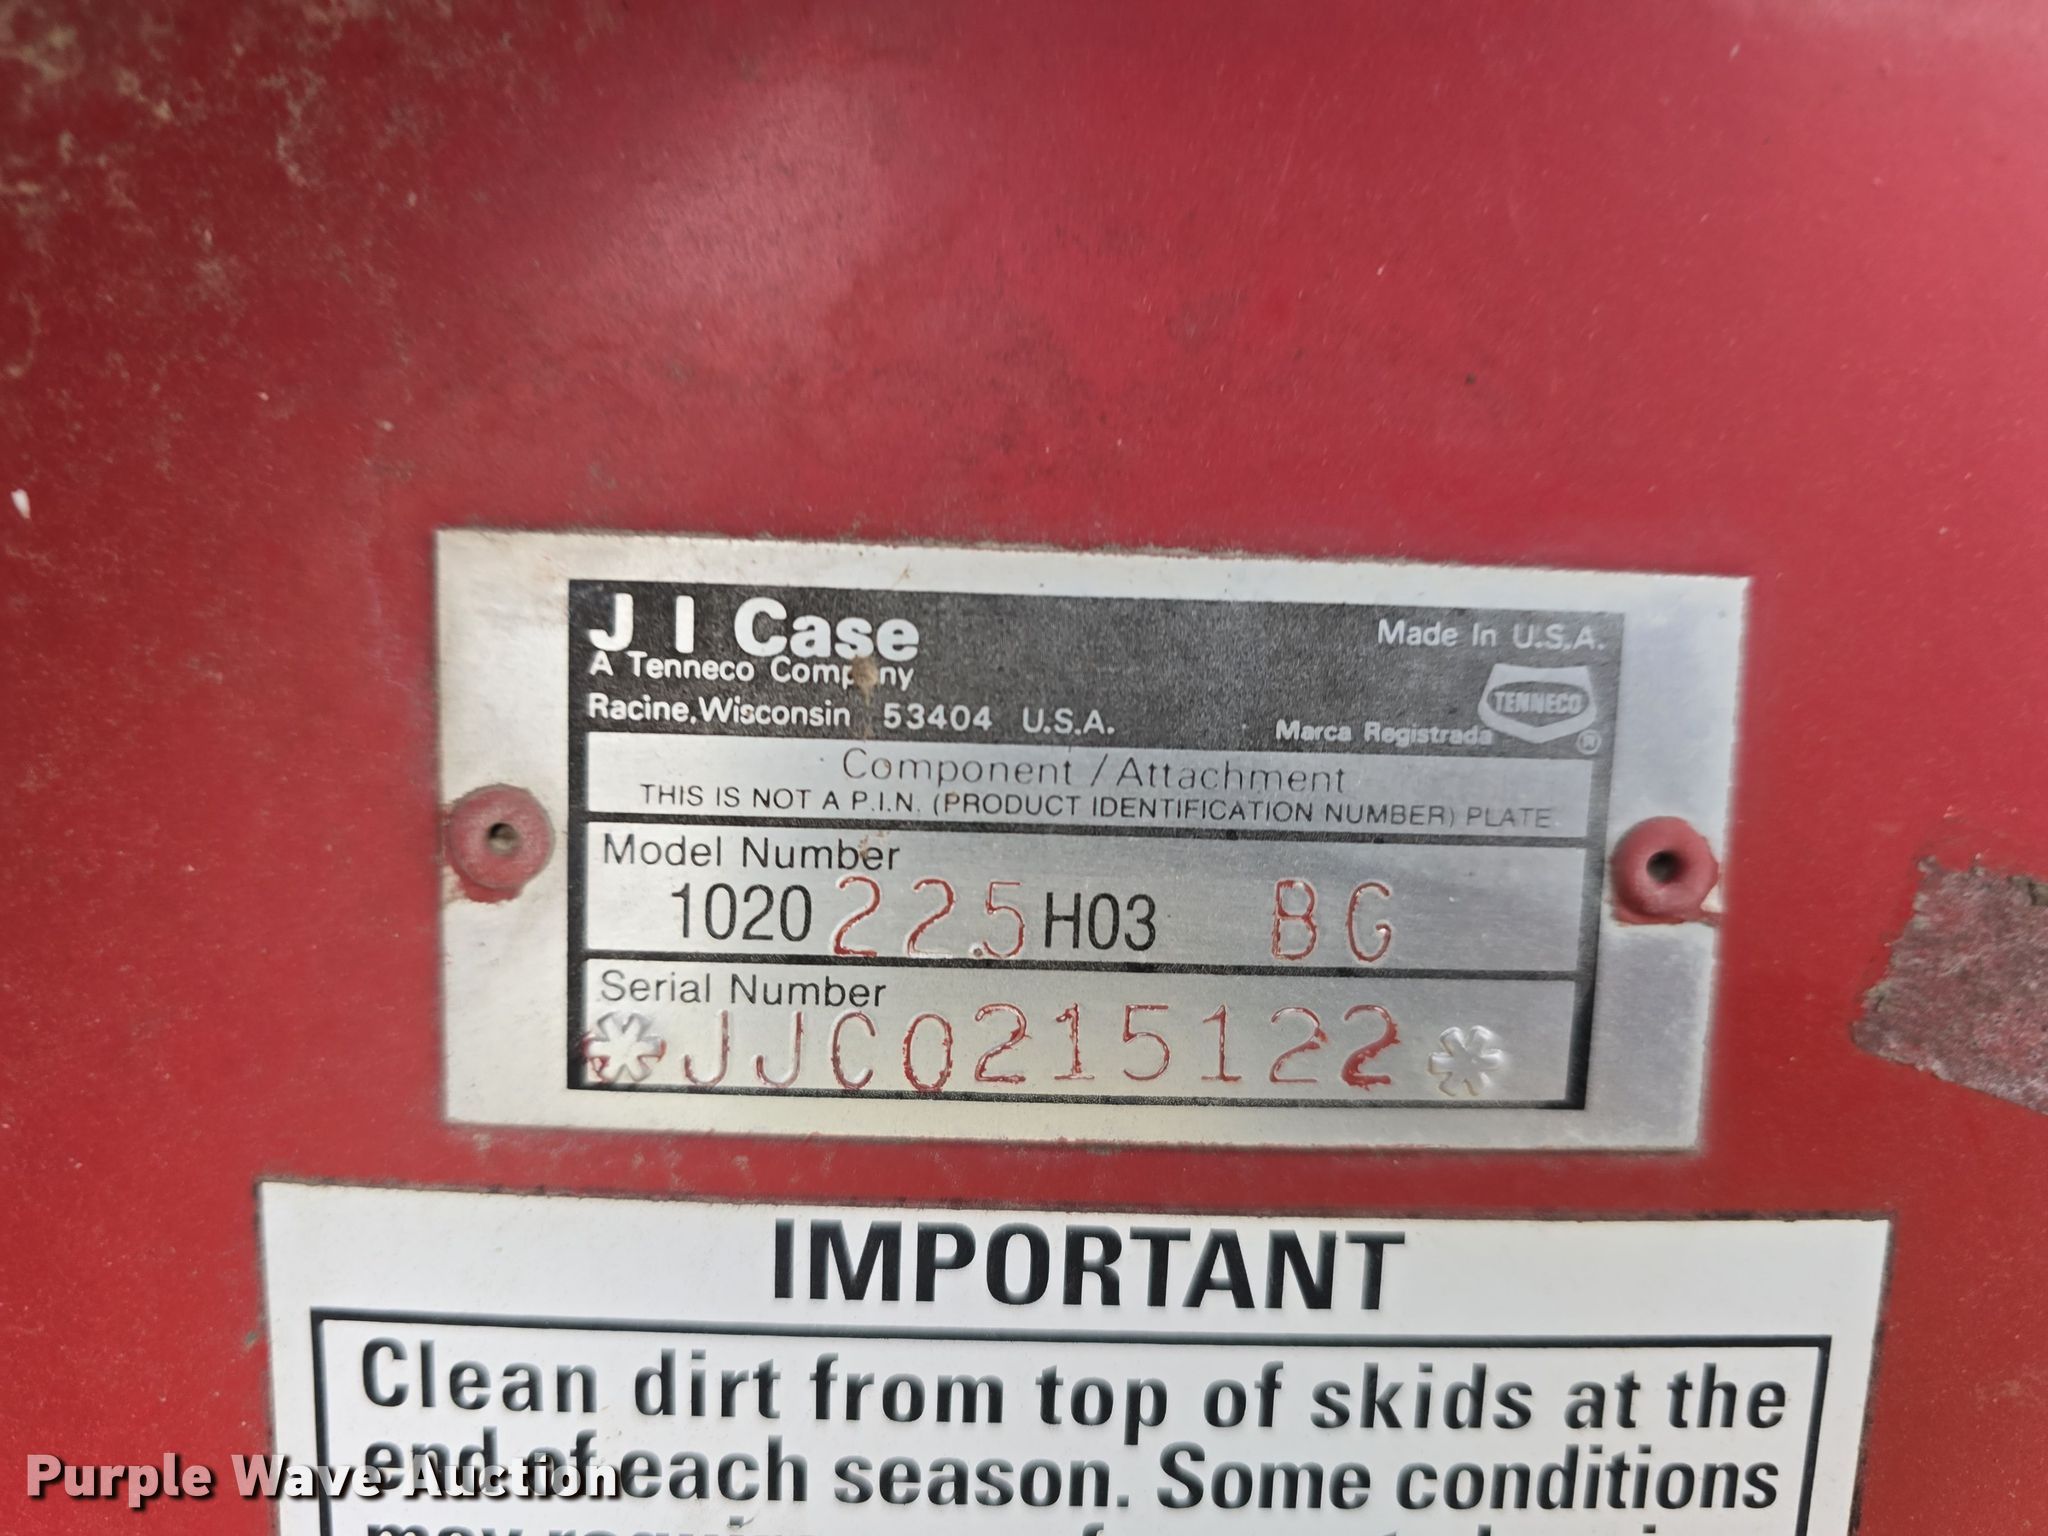 J I Case
Made In U.S.A.
A Tenneco Company
TENNECO
Racine, Wisconsin 53404 U.S.A.
Marca Registrada ®
Component / Attachment
THIS IS NOT A P.I.N. (PRODUCT IDENTIFICATION NUMBER) PLATE.
Model Number
1020 22.5 H03 BG
Serial Number
*JJC0215122*
IMPORTANT
Clean dirt from top of skids at the
end of each season. Some conditions
Purple Wave Auction